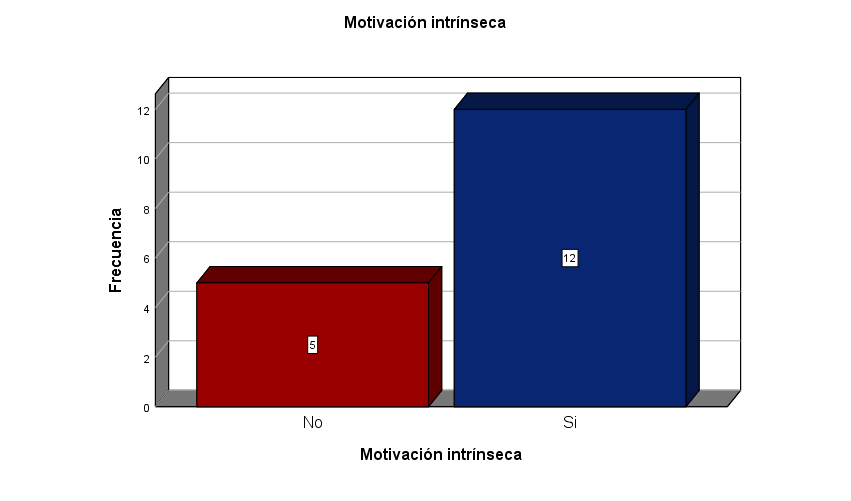 Motivación intrínseca
Frecuencia
12
10
8
6
4
2
0
5
12
No
Si
Motivación intrínseca